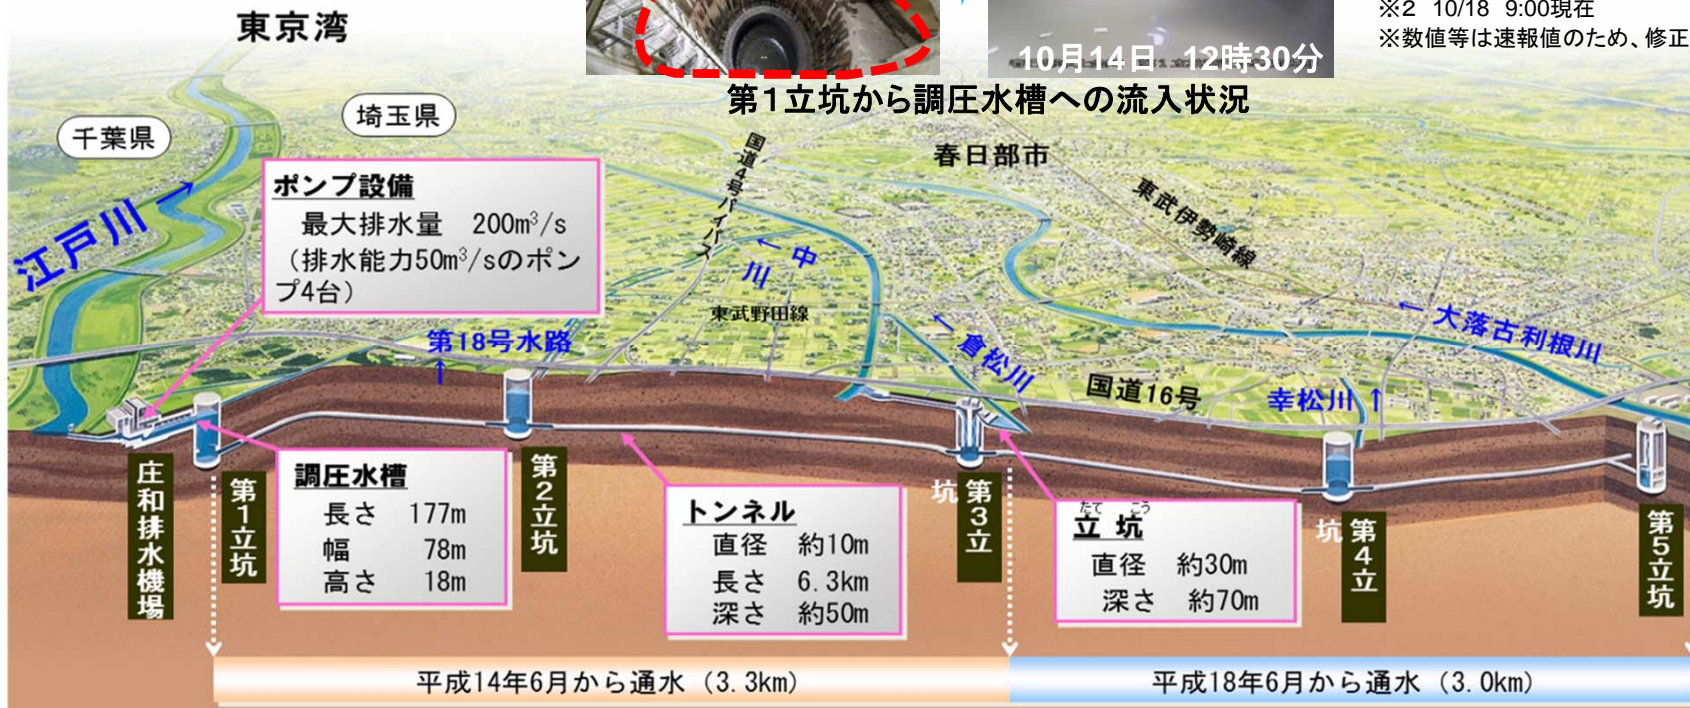 東京湾
10月14日 12時30分
※2 10/18 9:00現在
※数値等は速報値のため、修正
第1立坑から調圧水槽への流入状況
千葉県
埼玉県
春日部市
国道4号バイパス
東武伊勢崎線
江戸川→
ポンプ設備
最大排水量 200m³/s
（排水能力50m³/sのポン
プ4台）
←中
川
東武野田線
第18号水路
↑
←倉松川
←大落古利根川
国道16号
幸松川↑
庄和排水機場
第1立坑
調圧水槽
長さ 177m
幅 78m
高さ 18m
第2立坑
トンネル
直径 約10m
長さ 6.3km
深さ 約50m
第3立
坑
たて こう
立 坑
直径 約30m
深さ 約70m
第4立
坑
第5立坑
平成14年6月から通水（3.3km）
平成18年6月から通水（3.0km）